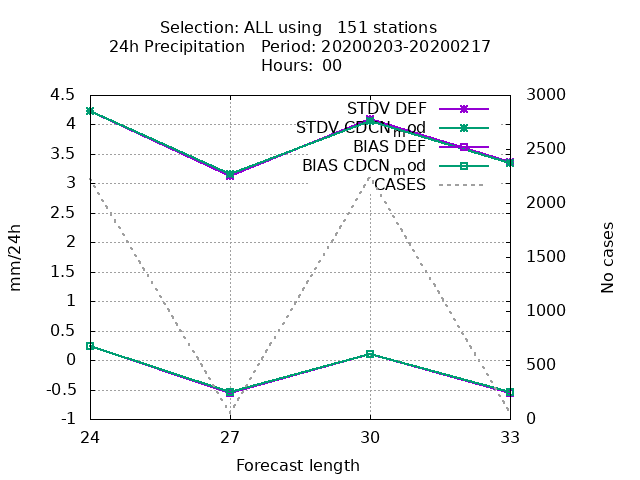 Selection: ALL using   151 stations
24h Precipitation   Period: 20200203-20200217
Hours: 00
4.5
4
3.5
3
2.5
2
1.5
1
0.5
0
-0.5
-1
3000
2500
2000
1500
1000
500
0
24 27 30 33
mm/24h
No cases
Forecast length
STDV DEF
STDV CDCN_mod
BIAS DEF
BIAS CDCN_mod
CASES